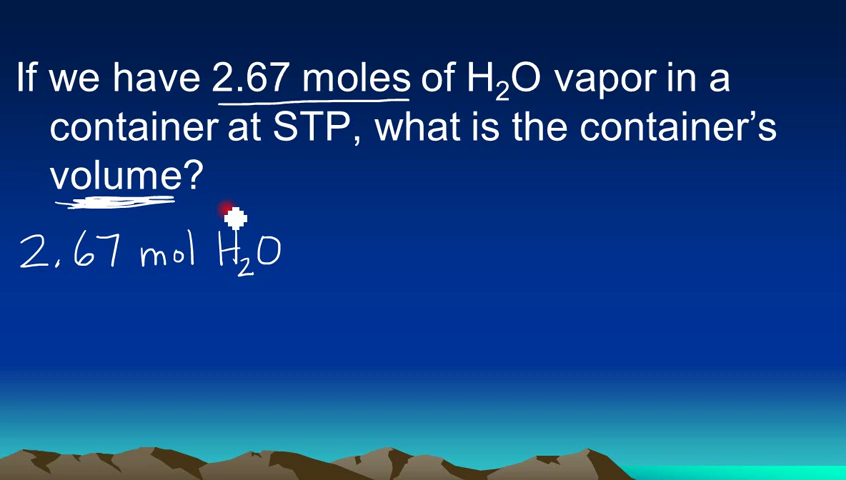 If we have 2.67 moles of H₂O vapor in a
container at STP, what is the container's
volume?
2.67 mol H₂O